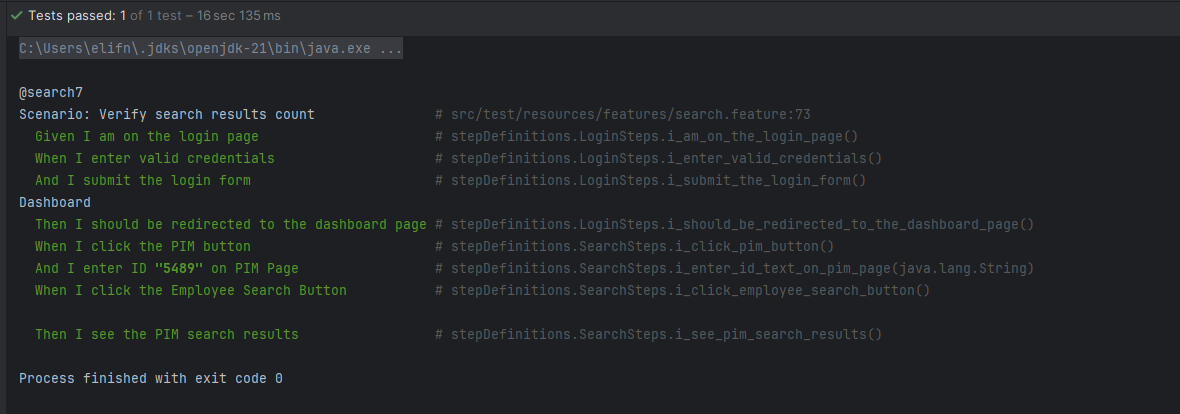 Tests passed: 1 of 1 test – 16 sec 135 ms
C:\Users\elifn\.jdks\openjdk-21\bin\java.exe ...
@search7
Scenario: Verify search results count # src/test/resources/features/search.feature:73
Given I am on the login page # stepDefinitions.LoginSteps.i_am_on_the_login_page()
When I enter valid credentials # stepDefinitions.LoginSteps.i_enter_valid_credentials()
And I submit the login form # stepDefinitions.LoginSteps.i_submit_the_login_form()
Dashboard
Then I should be redirected to the dashboard page # stepDefinitions.LoginSteps.i_should_be_redirected_to_the_dashboard_page()
When I click the PIM button # stepDefinitions.SearchSteps.i_click_pim_button()
And I enter ID "5489" on PIM Page # stepDefinitions.SearchSteps.i_enter_id_text_on_pim_page(java.lang.String)
When I click the Employee Search Button # stepDefinitions.SearchSteps.i_click_employee_search_button()
Then I see the PIM search results # stepDefinitions.SearchSteps.i_see_pim_search_results()
Process finished with exit code 0